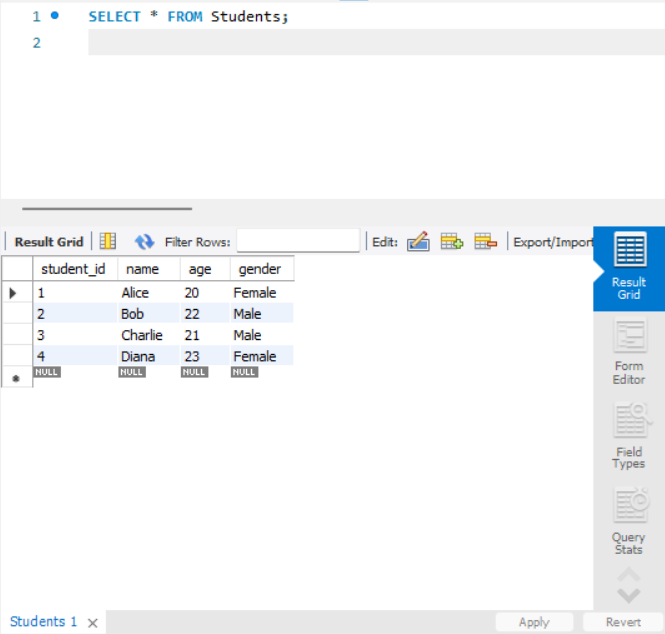 1 SELECT * FROM Students;
2
Result Grid Filter Rows: Edit: Export/Import
student_id name age gender
1 Alice 20 Female
2 Bob 22 Male
3 Charlie 21 Male
4 Diana 23 Female
NULL NULL NULL NULL
Result
Grid
Form
Editor
Field
Types
Query
Stats
Students 1 Apply Revert